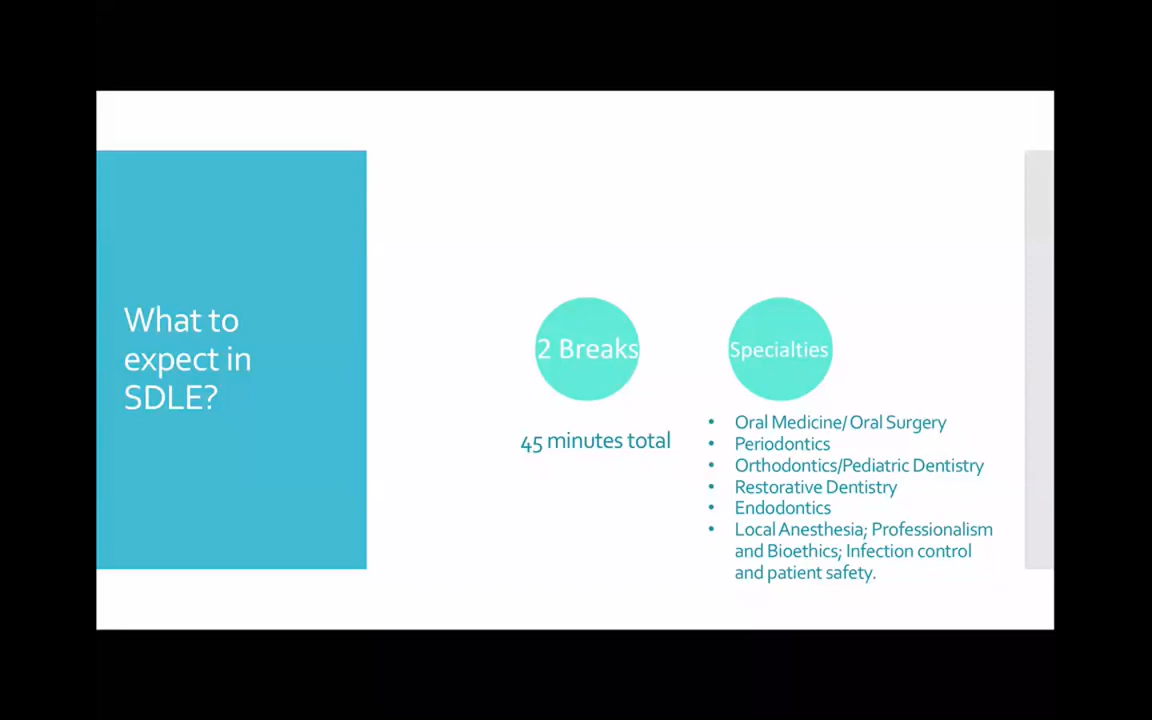 What to
expect in
SDLE?
2 Breaks
45 minutes total
Specialties
• Oral Medicine/ Oral Surgery
• Periodontics
• Orthodontics/Pediatric Dentistry
• Restorative Dentistry
• Endodontics
• Local Anesthesia; Professionalism
and Bioethics; Infection control
and patient safety.